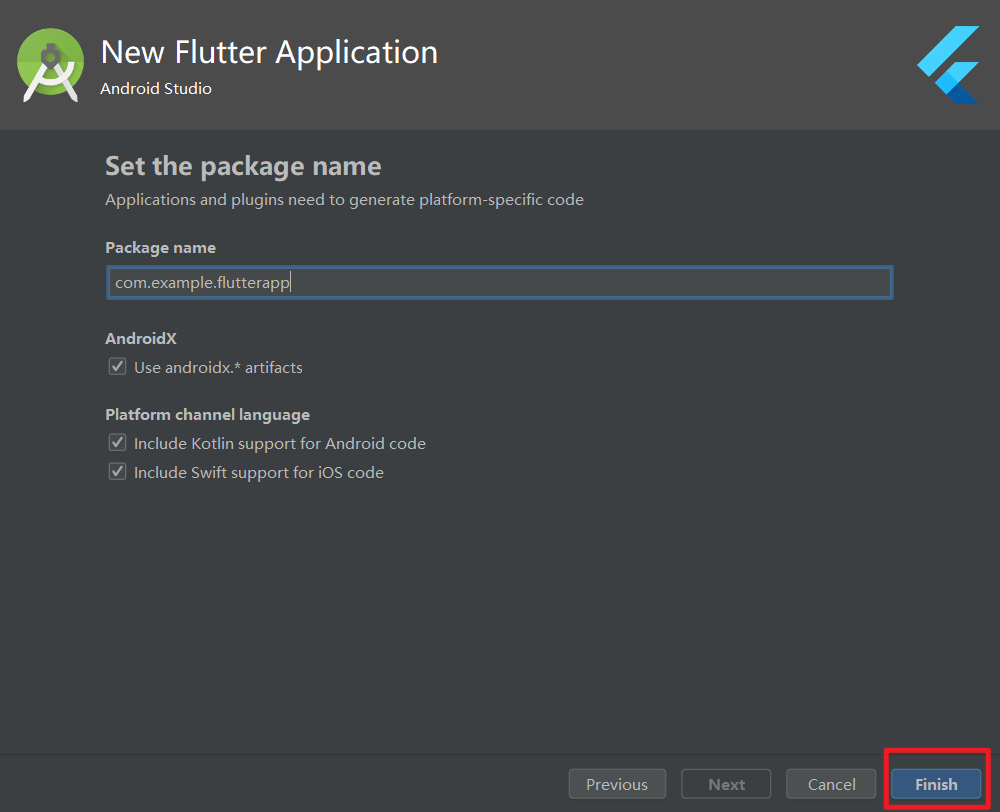 New Flutter Application
Android Studio
Set the package name
Applications and plugins need to generate platform-specific code
Package name
com.example.flutterapp
AndroidX
Use androidx.* artifacts
Platform channel language
Include Kotlin support for Android code
Include Swift support for iOS code
Previous Next Cancel Finish